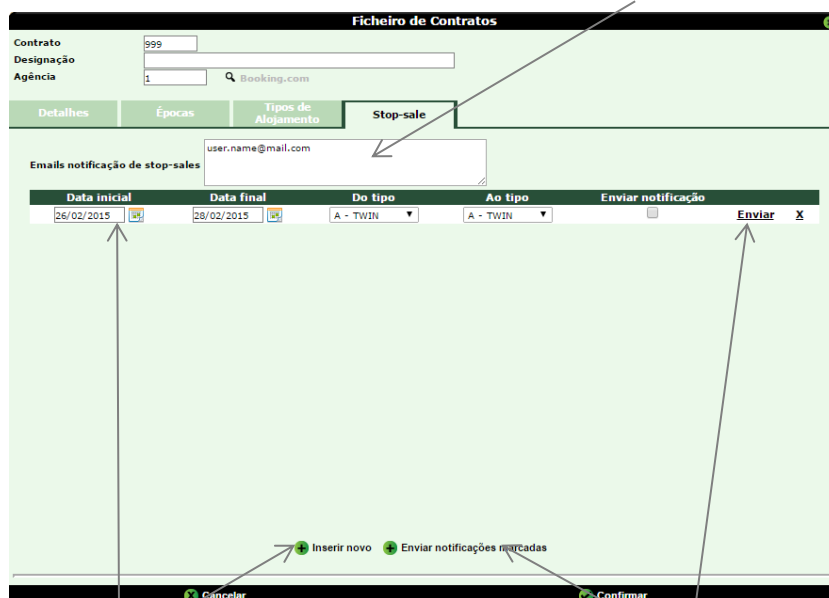 Ficheiro de Contratos
Contrato 999
Designação
Agência 1 Booking.com
Detalhes Épocas Tipos de Alojamento Stop-sale
Emails notificação de stop-sales user.name@mail.com
Data inicial Data final Do tipo Ao tipo Enviar notificação
26/02/2015 28/02/2015 A - TWIN A - TWIN Enviar X
Inserir novo Enviar notificações marcadas
Cancelar Confirmar